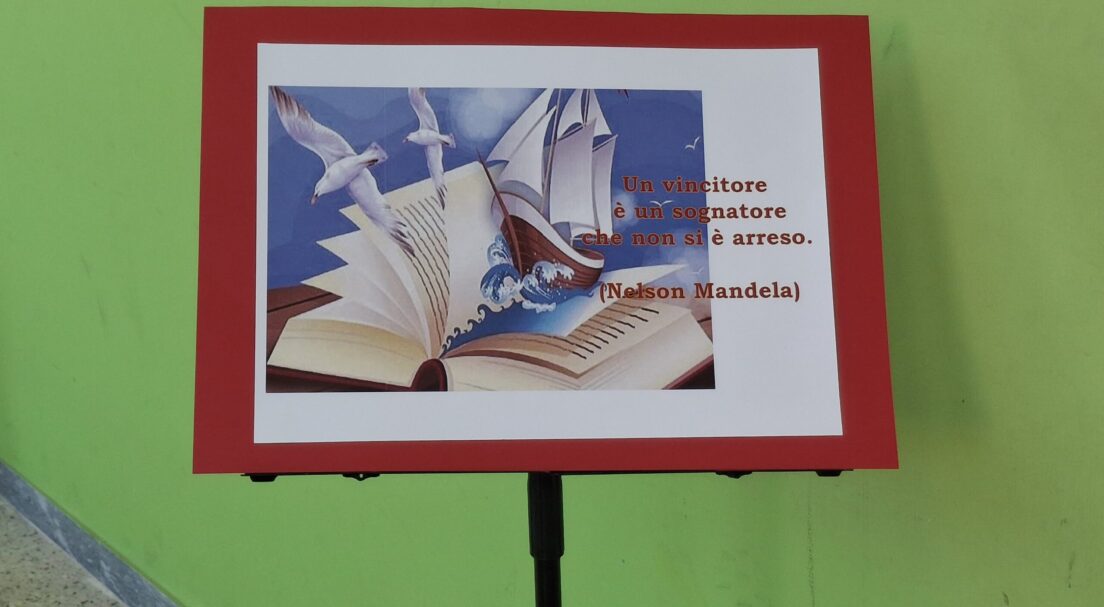 Un vincitore
è un sognatore
che non si è arreso.
(Nelson Mandela)